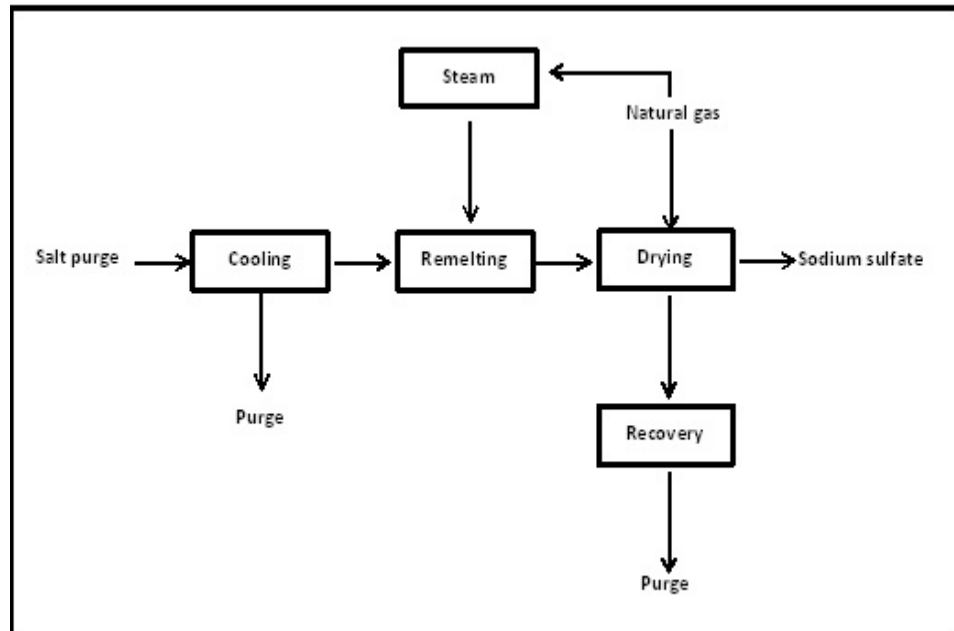 Steam
Natural gas
Salt purge
Cooling
Remelting
Drying
Sodium sulfate
Purge
Recovery
Purge